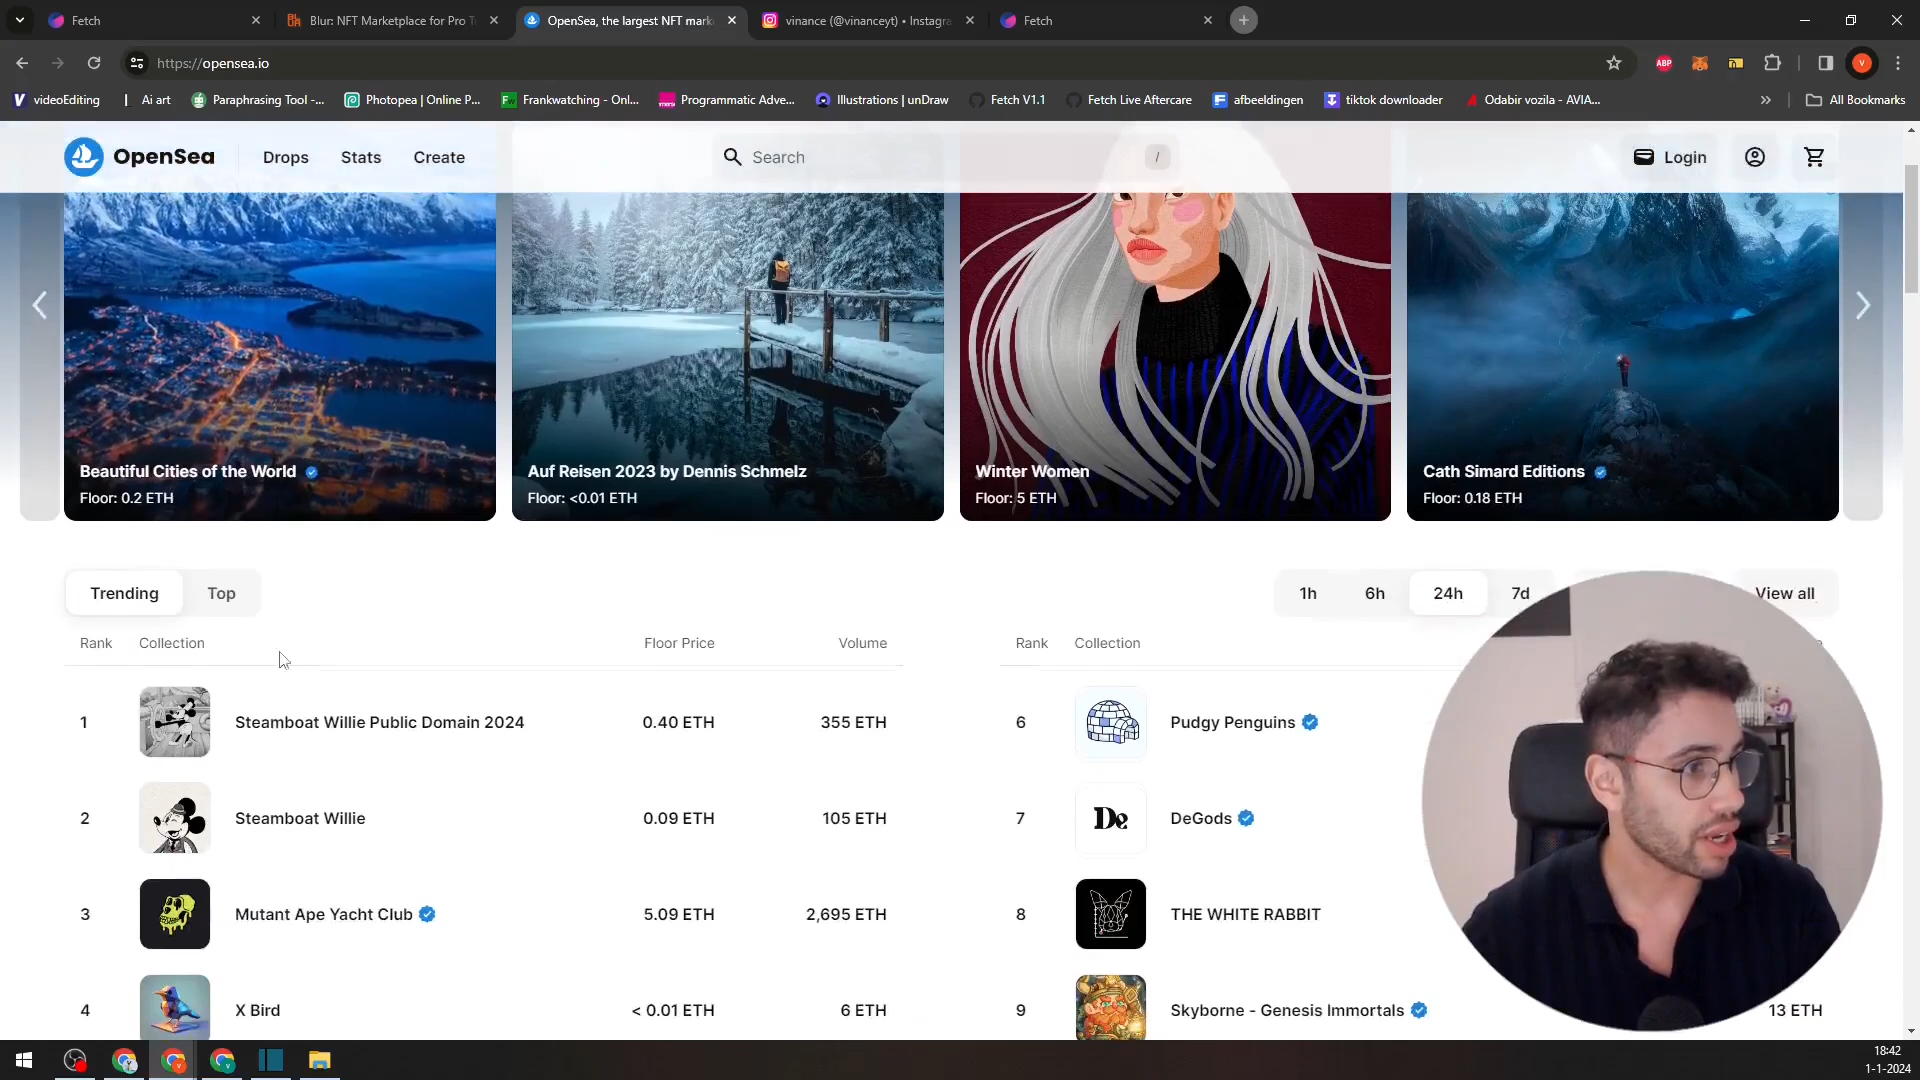 Fetch
Blur: NFT Marketplace for Pro T
OpenSea, the largest NFT mark
vinance (@vinanceyt) • Instagra
Fetch
https://opensea.io
ABP
V
videoEditing
Ai art
Paraphrasing Tool -...
Photopea | Online P...
Fw
Frankwatching - Onl...
Programmatic Adve...
Illustrations | unDraw
Fetch V1.1
Fetch Live Aftercare
afbeeldingen
tiktok downloader
Odabir vozila - AVIA...
All Bookmarks
OpenSea
Drops
Stats
Create
Search
/
Login
Beautiful Cities of the World
Floor: 0.2 ETH
Auf Reisen 2023 by Dennis Schmelz
Floor: <0.01 ETH
Winter Women
Floor: 5 ETH
Cath Simard Editions
Floor: 0.18 ETH
Trending
Top
1h
6h
24h
7d
View all
Rank
Collection
Floor Price
Volume
Rank
Collection
1
Steamboat Willie Public Domain 2024
0.40 ETH
355 ETH
6
Pudgy Penguins
2
Steamboat Willie
0.09 ETH
105 ETH
7
De
DeGods
3
Mutant Ape Yacht Club
5.09 ETH
2,695 ETH
8
THE WHITE RABBIT
4
X Bird
< 0.01 ETH
6 ETH
9
Skyborne - Genesis Immortals
13 ETH
18:42
1-1-2024